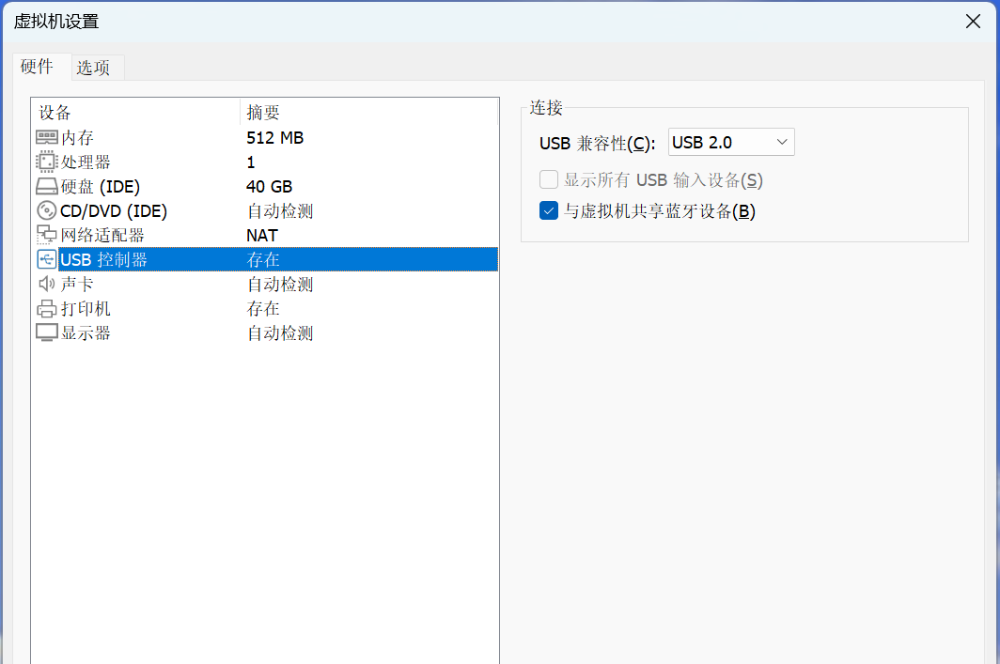 虚拟机设置
硬件 选项
设备 摘要
内存 512 MB
处理器 1
硬盘 (IDE) 40 GB
CD/DVD (IDE) 自动检测
网络适配器 NAT
USB 控制器 存在
声卡 自动检测
打印机 存在
显示器 自动检测
连接
USB 兼容性(C): USB 2.0
显示所有 USB 输入设备(S)
与虚拟机共享蓝牙设备(B)